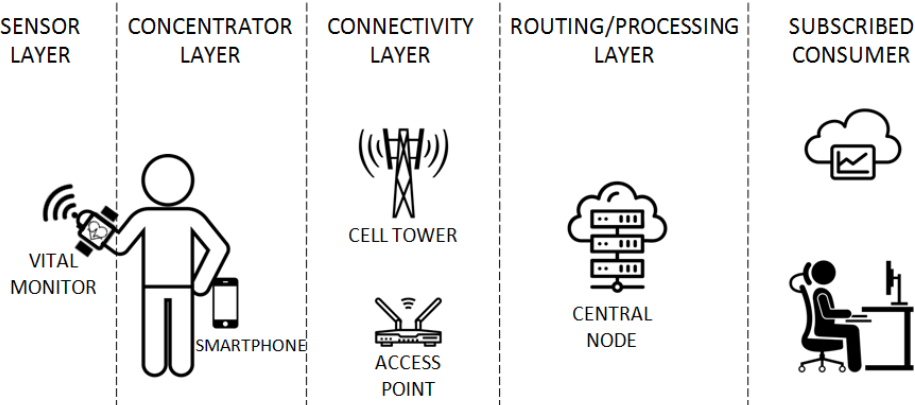 SENSOR
LAYER
CONCENTRATOR
LAYER
CONNECTIVITY
LAYER
ROUTING/PROCESSING
LAYER
SUBSCRIBED
CONSUMER
VITAL
MONITOR
SMARTPHONE
CELL TOWER
ACCESS
POINT
CENTRAL
NODE